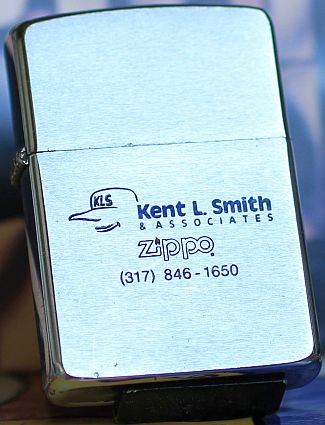 KLS
Kent L. Smith
& ASSOCIATES
Zippo
(317) 846-1650